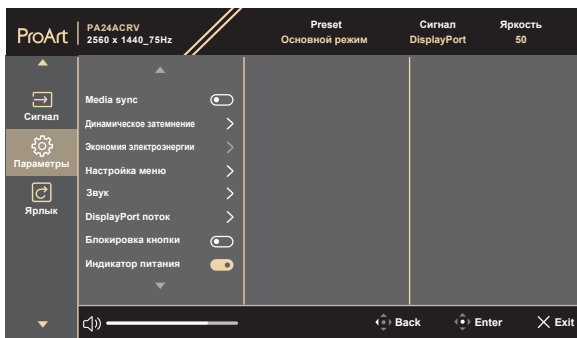 ProArt
PA24ACRV
2560 x 1440_75Hz
Preset
Основной режим
Сигнал
DisplayPort
Яркость
50
Сигнал
Параметры
Ярлык
Media sync
Динамическое затемнение
Экономия электроэнергии
Настройка меню
Звук
DisplayPort поток
Блокировка кнопки
Индикатор питания
Back
Enter
Exit